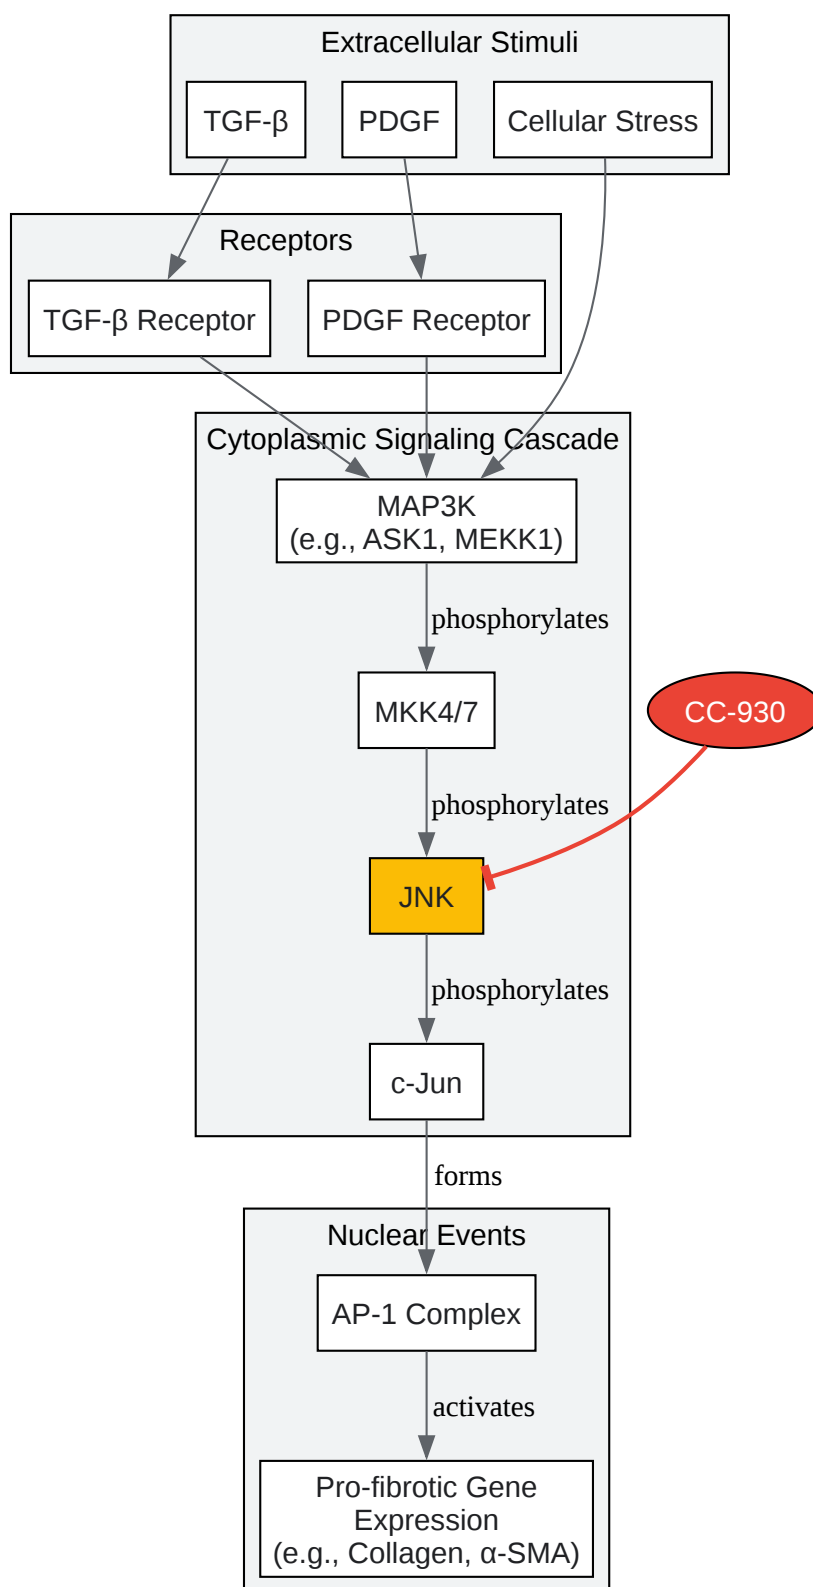 Extracellular Stimuli
TGF-β
PDGF
Cellular Stress
Receptors
TGF-β Receptor
PDGF Receptor
Cytoplasmic Signaling Cascade
MAP3K
(e.g., ASK1, MEKK1)
phosphorylates
MKK4/7
CC-930
phosphorylates
JNK
phosphorylates
c-Jun
forms
Nuclear Events
AP-1 Complex
activates
Pro-fibrotic Gene
Expression
(e.g., Collagen, α-SMA)